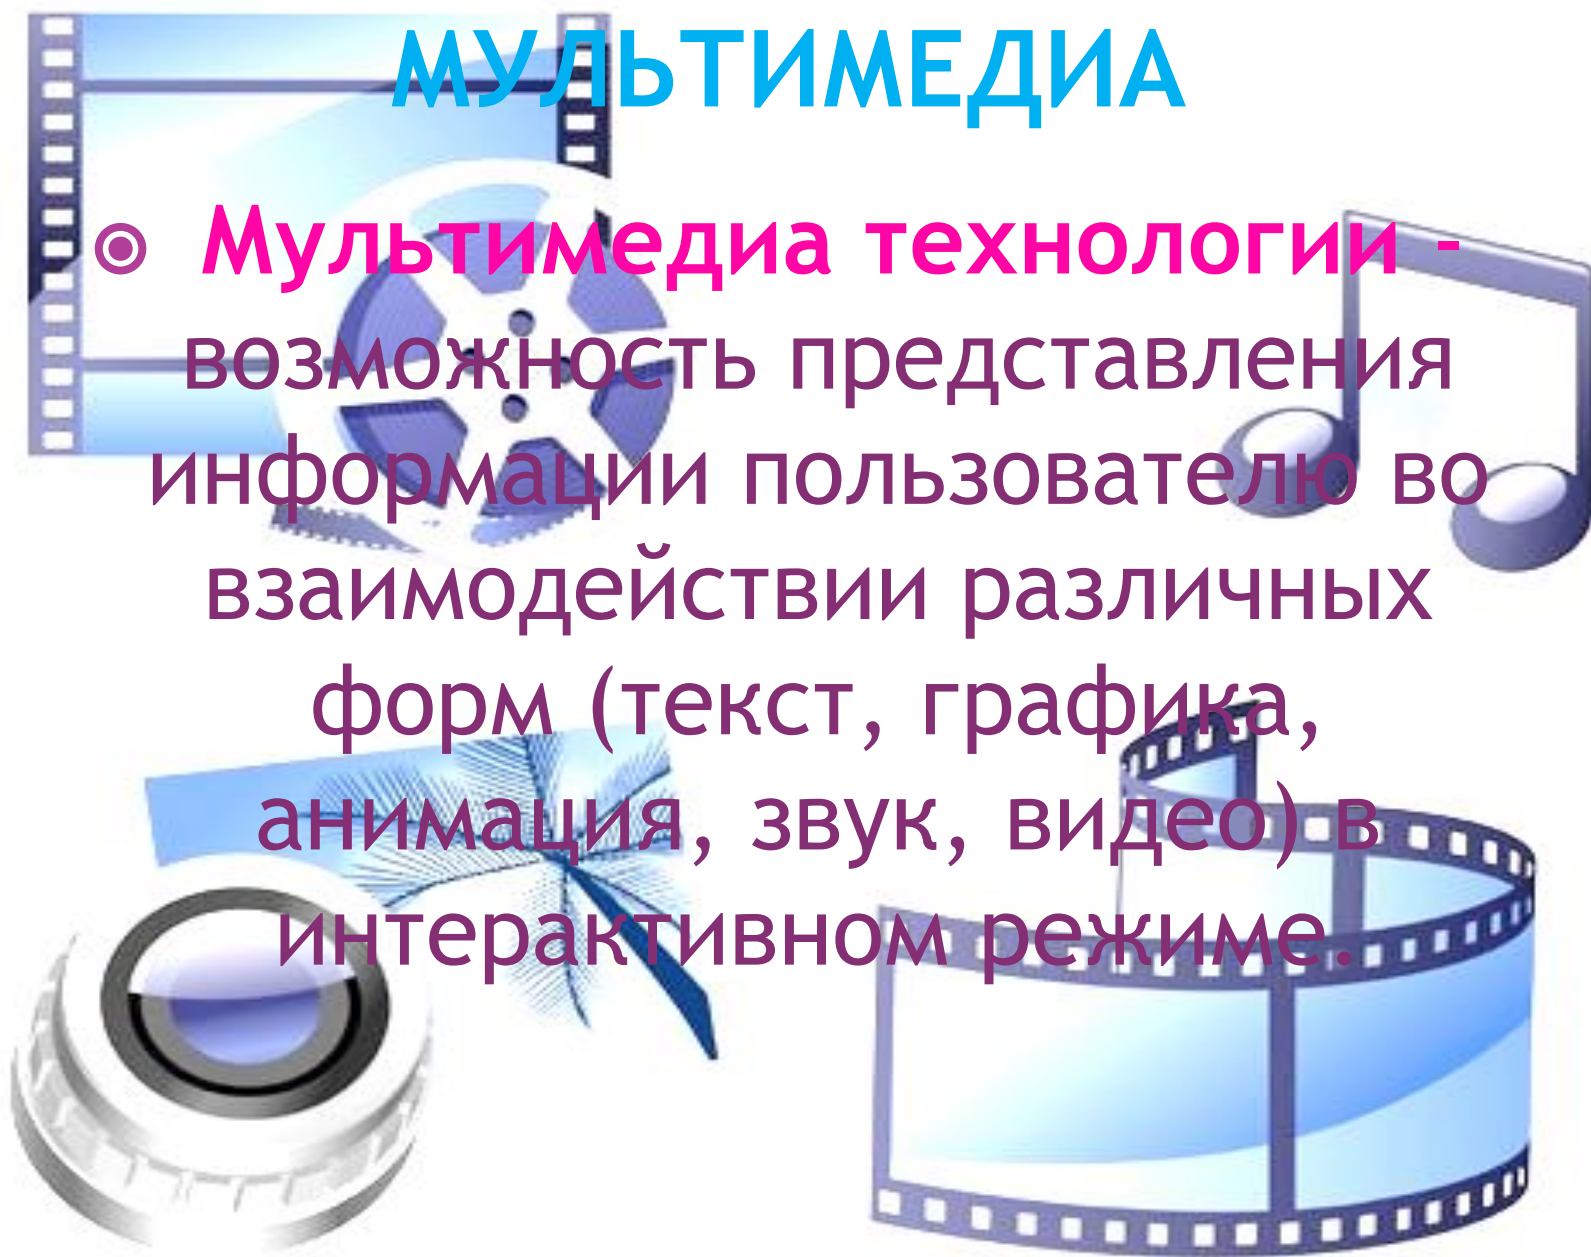 МУЛЬТИМЕДИА
Мультимедиа технологии -
возможность представления
информации пользователю во
взаимодействии различных
форм (текст, графика,
анимация, звук, видео) в
интерактивном режиме.